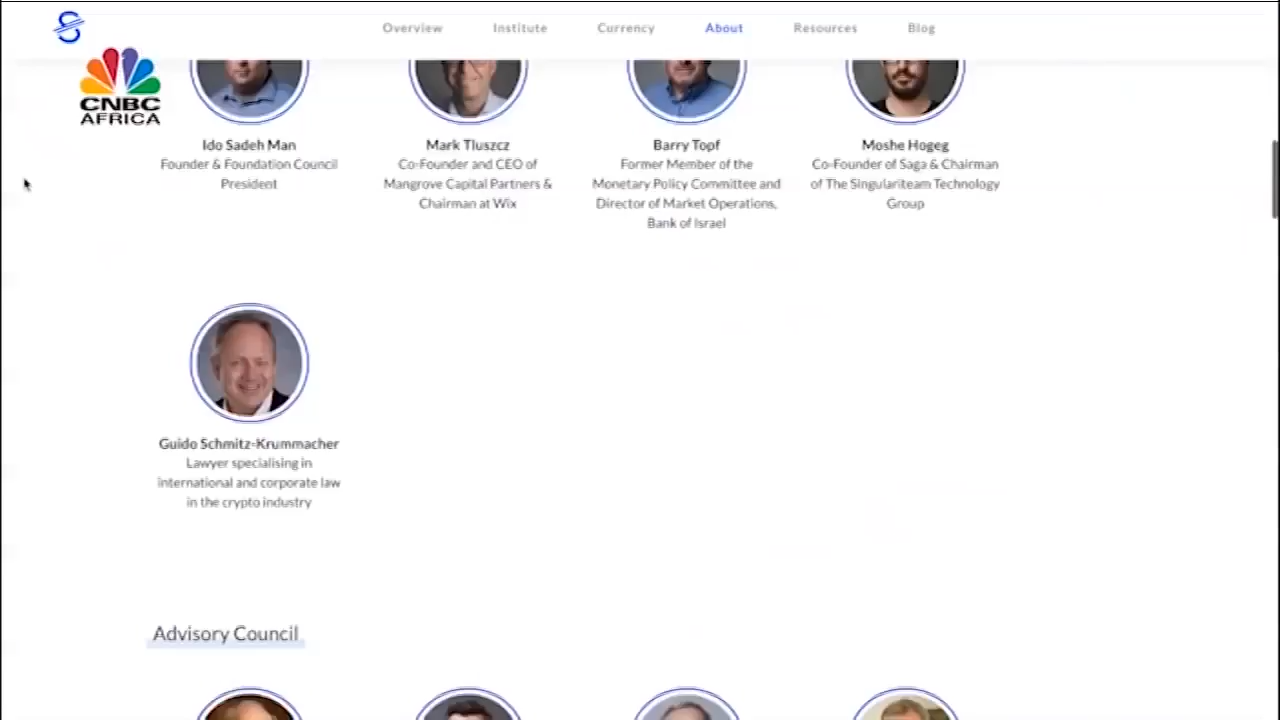 Overview Institute Currency About Resources Blog
CNBC
AFRICA
Ido Sadeh Man
Founder & Foundation Council
President
Mark Tluszcz
Co-Founder and CEO of
Mangrove Capital Partners &
Chairman at Wix
Barry Topf
Former Member of the
Monetary Policy Committee and
Director of Market Operations,
Bank of Israel
Moshe Hogeg
Co-Founder of Saga & Chairman
of The Singulariteam Technology
Group
Guido Schmitz-Krummacher
Lawyer specialising in
international and corporate law
in the crypto industry
Advisory Council